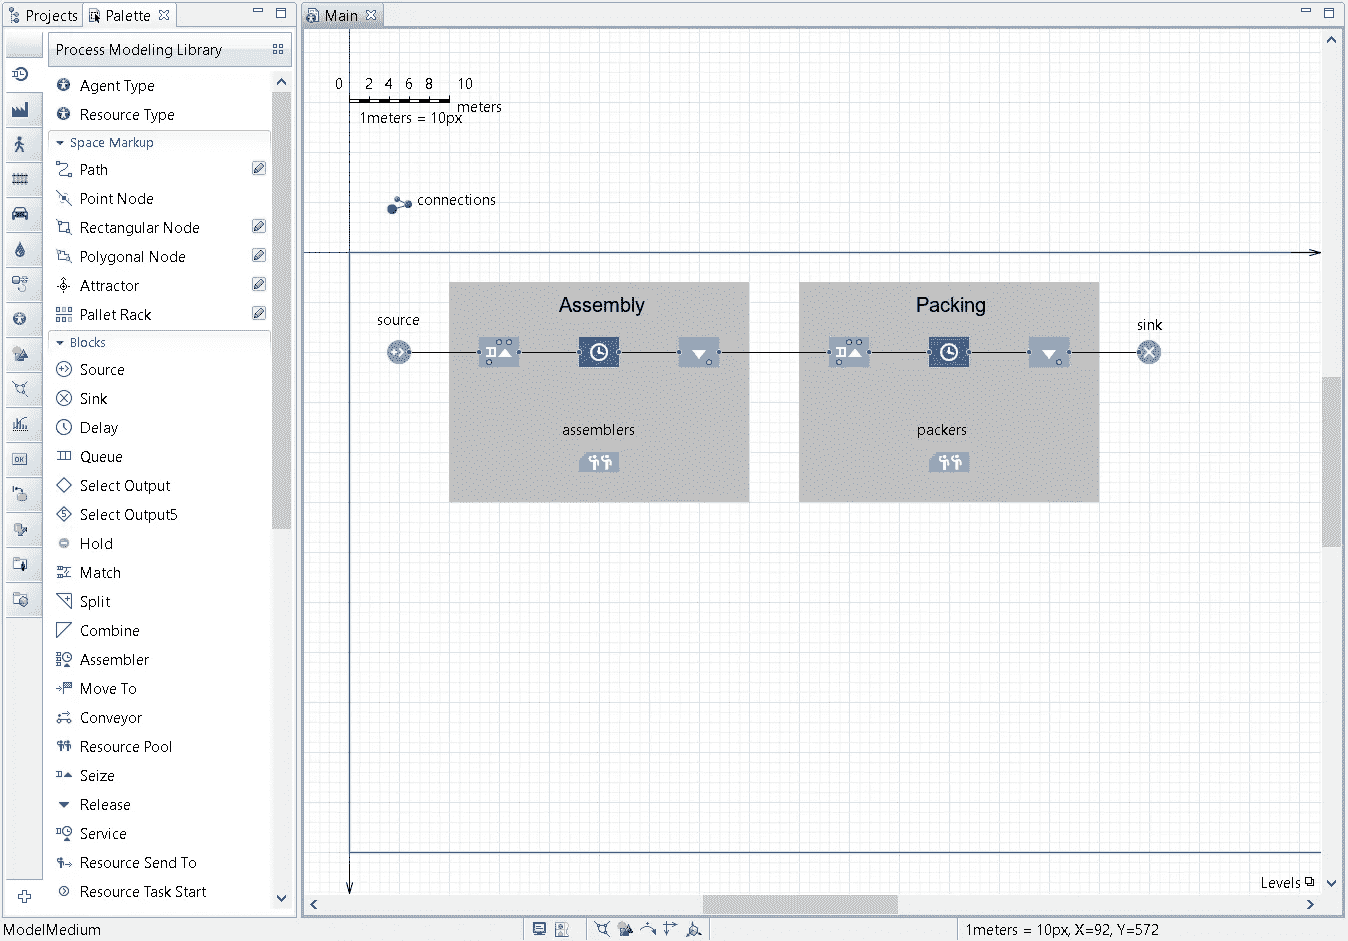 Projects Palette
Process Modeling Library
Agent Type
Resource Type
Space Markup
Path
Point Node
Rectangular Node
Polygonal Node
Attractor
Pallet Rack
Blocks
Source
Sink
Delay
Queue
Select Output
Select Output5
Hold
Match
Split
Combine
Assembler
Move To
Conveyor
Resource Pool
Seize
Release
Service
Resource Send To
Resource Task Start
OK
Main
0 2 4 6 8 10
meters
1meters = 10px
connections
Assembly
Packing
source
sink
assemblers
packers
Levels
ModelMedium
1meters = 10px, X=92, Y=572